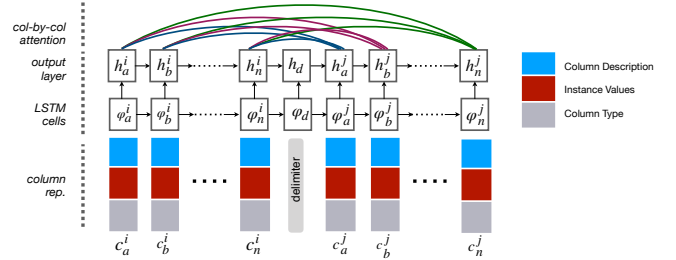 col-by-col
attention
output
layer
h_a^i h_b^i h_n^i h_d h_a^j h_b^j h_n^j
LSTM
cells
φ_a^i φ_b^i φ_n^i φ_d φ_a^j φ_b^j φ_n^j
column
rep.
delimiter
c_a^i c_b^i c_n^i c_a^j c_b^j c_n^j
Column Description
Instance Values
Column Type